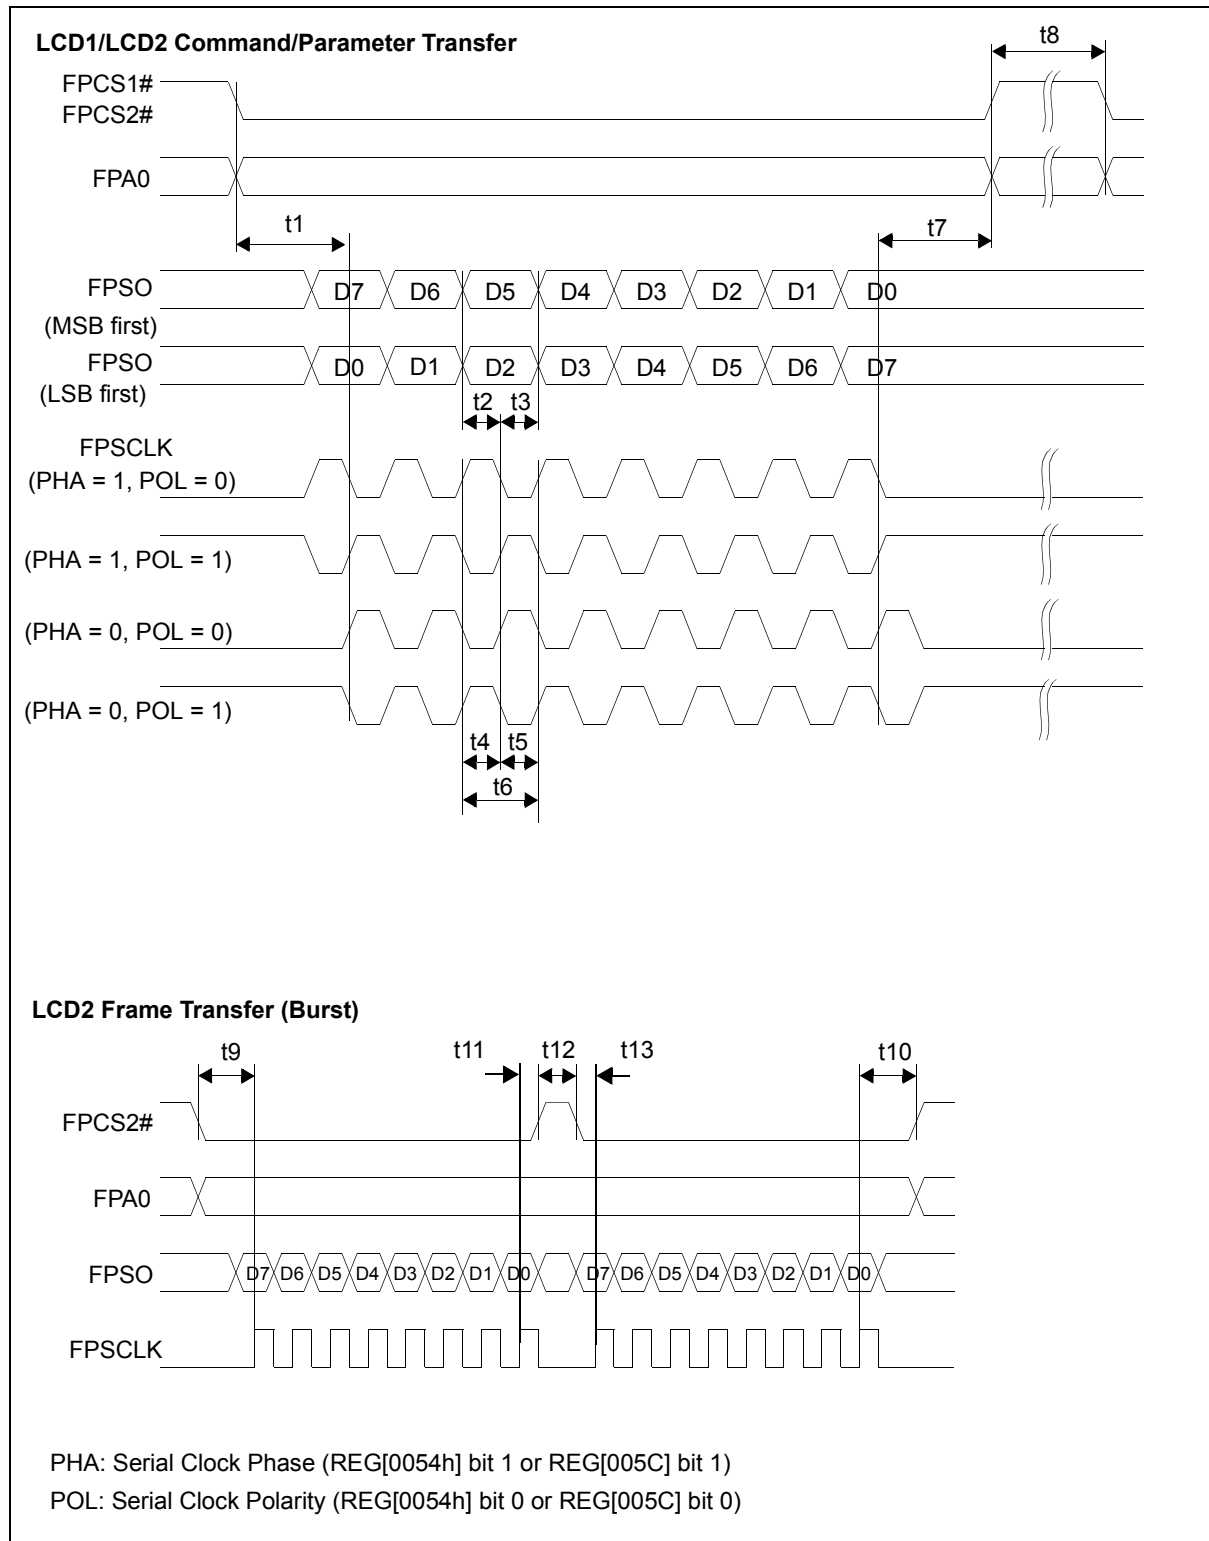 LCD1/LCD2 Command/Parameter Transfer
t8
FPCS1#
FPCS2#
FPA0
t1
t7
FPSO D7 D6 D5 D4 D3 D2 D1 D0
(MSB first)
FPSO D0 D1 D2 D3 D4 D5 D6 D7
(LSB first)
t2 t3
FPSCLK
(PHA = 1, POL = 0)
(PHA = 1, POL = 1)
(PHA = 0, POL = 0)
(PHA = 0, POL = 1)
t4 t5
t6
LCD2 Frame Transfer (Burst)
t9 t11 t12 t13 t10
FPCS2#
FPA0
FPSO D7 D6 D5 D4 D3 D2 D1 D0 D7 D6 D5 D4 D3 D2 D1 D0
FPSCLK
PHA: Serial Clock Phase (REG[0054h] bit 1 or REG[005C] bit 1)
POL: Serial Clock Polarity (REG[0054h] bit 0 or REG[005C] bit 0)